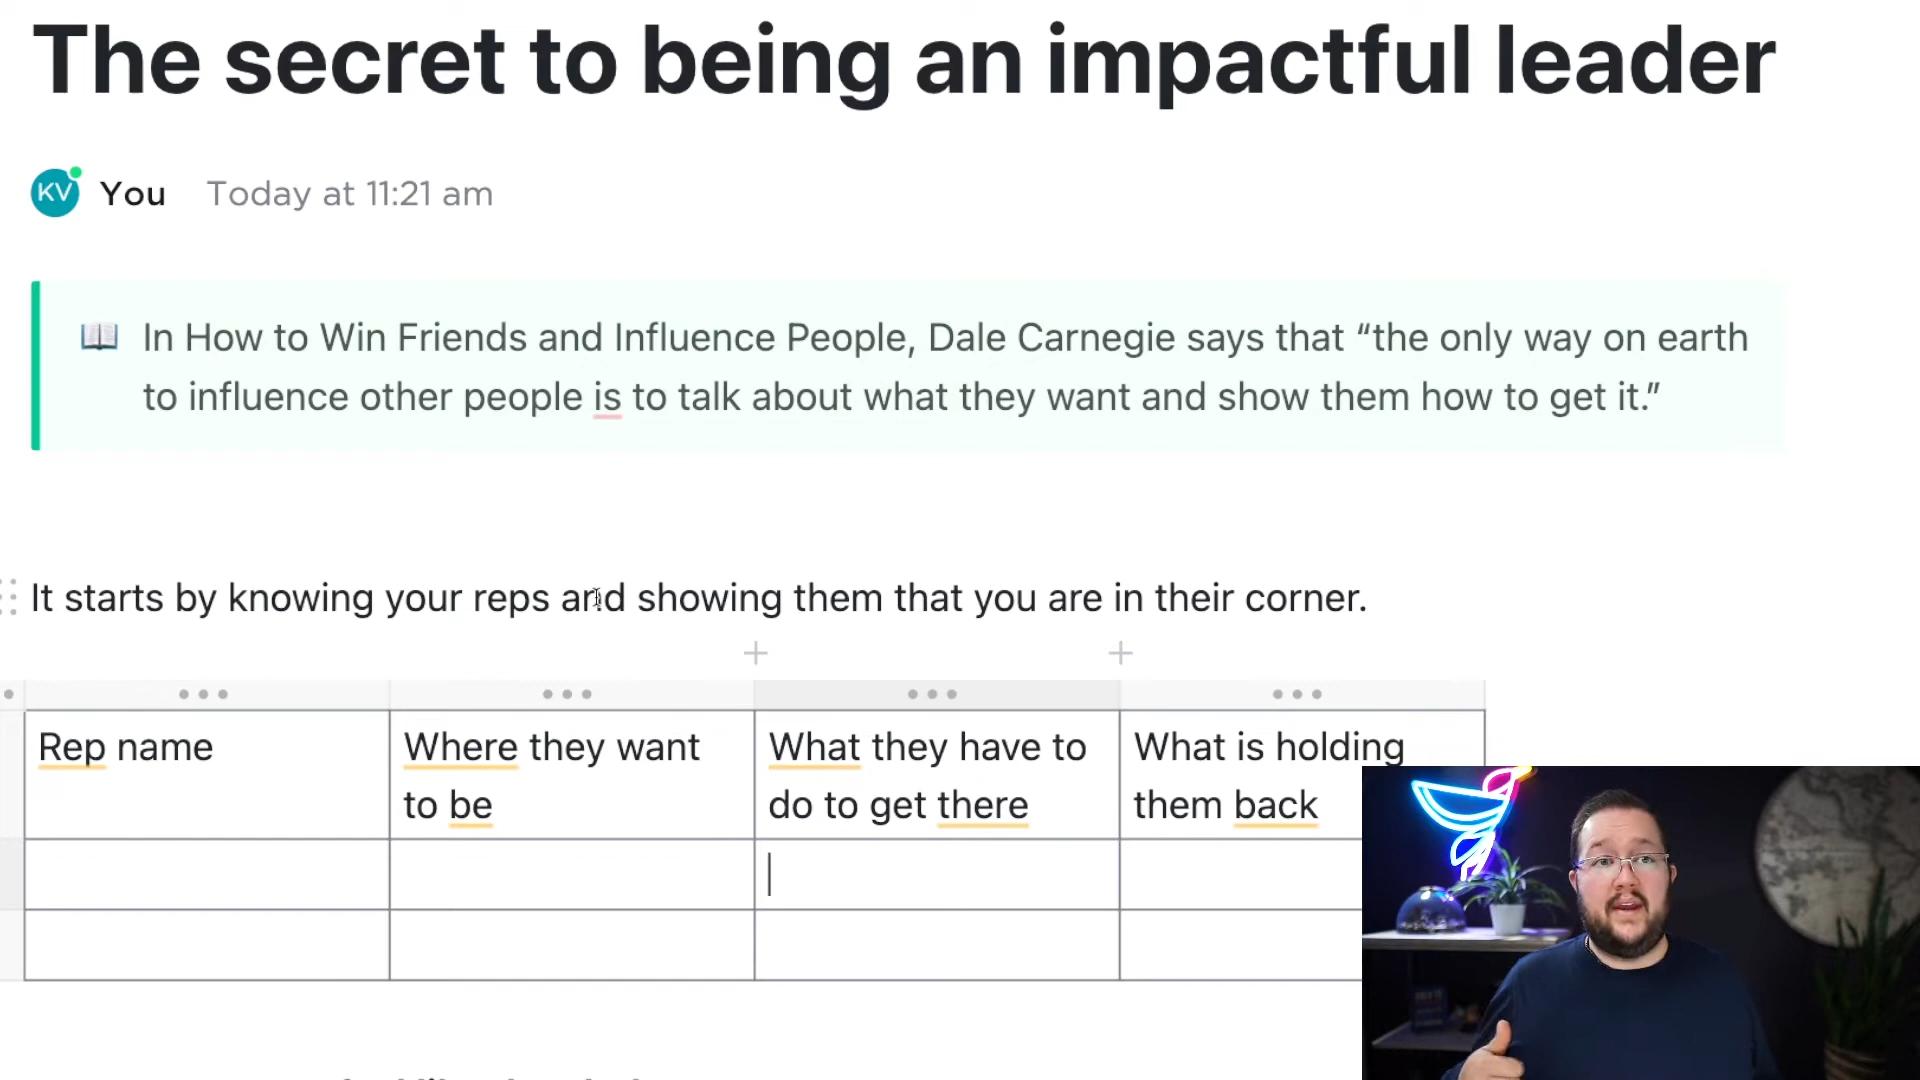 The secret to being an impactful leader
KV You Today at 11:21 am
In How to Win Friends and Influence People, Dale Carnegie says that “the only way on earth
to influence other people is to talk about what they want and show them how to get it.”
It starts by knowing your reps and showing them that you are in their corner.
Rep name
Where they want
to be
What they have to
do to get there
What is holding
them back